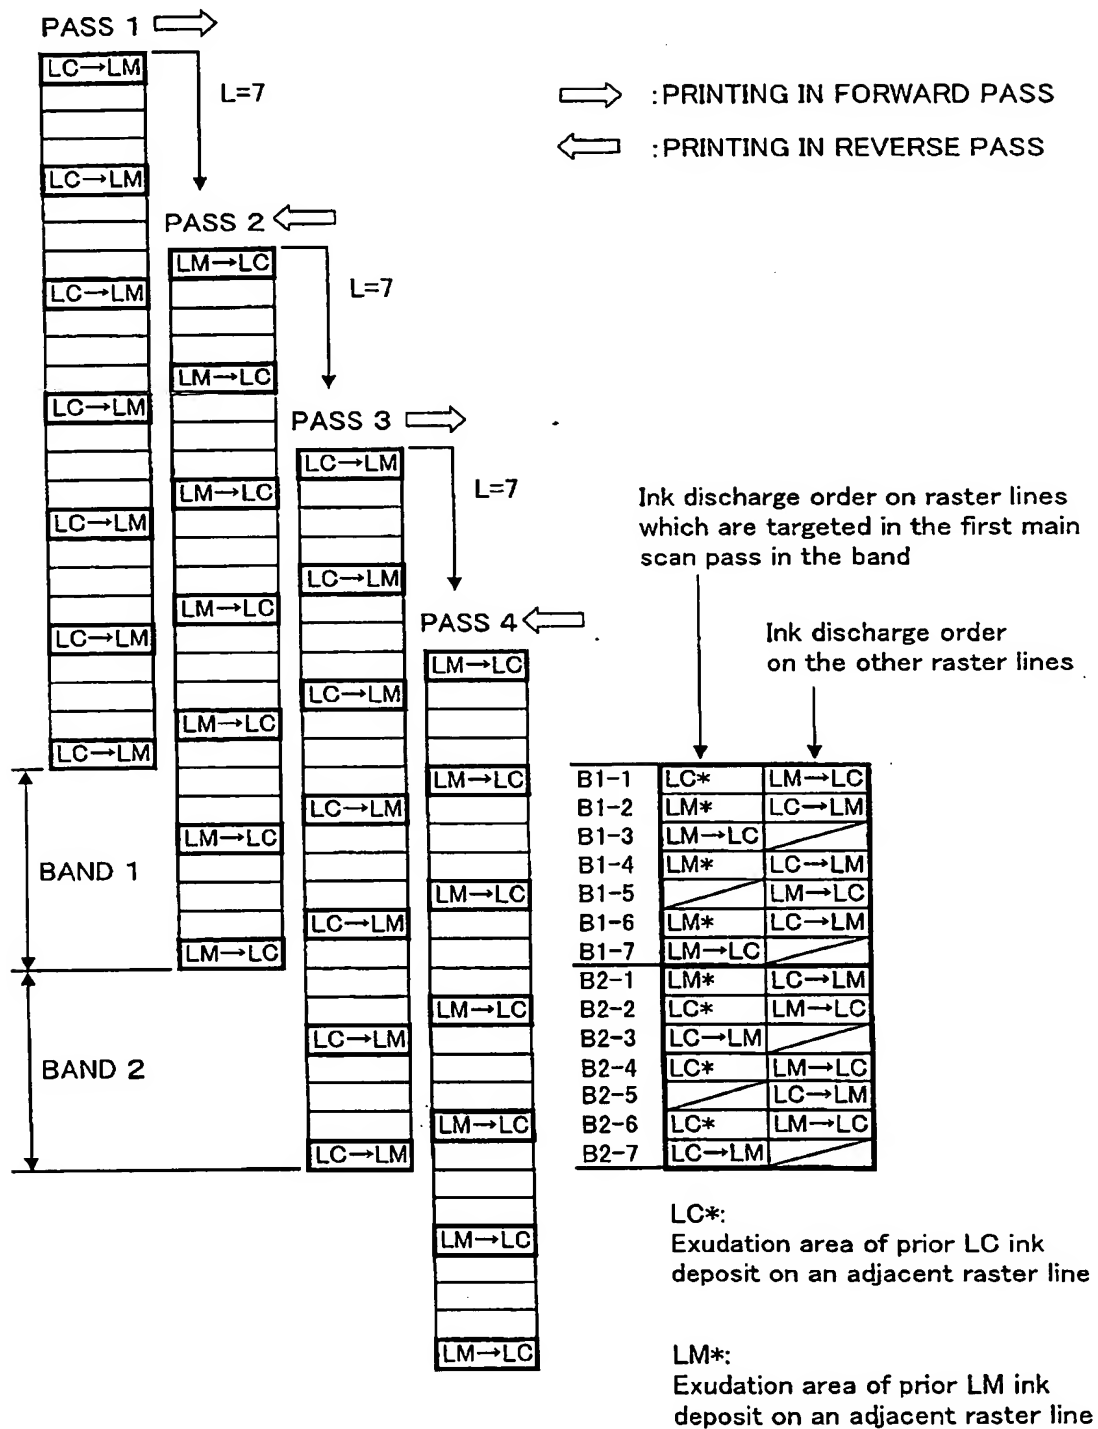 PASS 1
LC→LM
L=7
LC→LM
LC→LM
LC→LM
LC→LM
LC→LM
LC→LM
:PRINTING IN FORWARD PASS
:PRINTING IN REVERSE PASS
PASS 2
LM→LC
L=7
LM→LC
LM→LC
LM→LC
LM→LC
LM→LC
LM→LC
PASS 3
LC→LM
L=7
LC→LM
LC→LM
LC→LM
LC→LM
LC→LM
LC→LM
PASS 4
LM→LC
LM→LC
LM→LC
LM→LC
LM→LC
LM→LC
LM→LC
BAND 1
BAND 2
Ink discharge order on raster lines
which are targeted in the first main
scan pass in the band
Ink discharge order
on the other raster lines
B1-1 LC* LM→LC
B1-2 LM* LC→LM
B1-3 LM→LC
B1-4 LM* LC→LM
B1-5 LM→LC
B1-6 LM* LC→LM
B1-7 LM→LC
B2-1 LM* LC→LM
B2-2 LC* LM→LC
B2-3 LC→LM
B2-4 LC* LM→LC
B2-5 LC→LM
B2-6 LC* LM→LC
B2-7 LC→LM
LC*:
Exudation area of prior LC ink
deposit on an adjacent raster line
LM*:
Exudation area of prior LM ink
deposit on an adjacent raster line